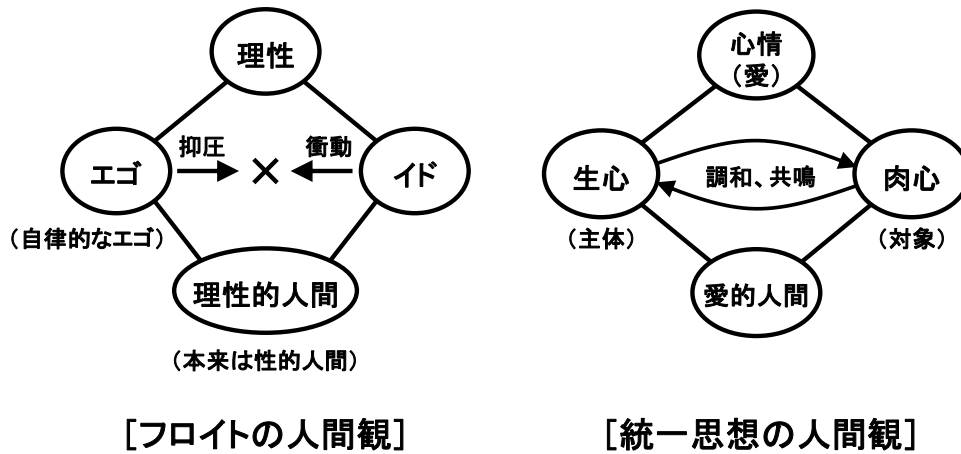 理性
エゴ
抑圧
衝動
×
イド
(自律的なエゴ)
理性的人間
(本来は性的人間)
[フロイトの人間観]
心情
(愛)
生心
調和、共鳴
肉心
(主体)
(対象)
愛的人間
[統一思想の人間観]